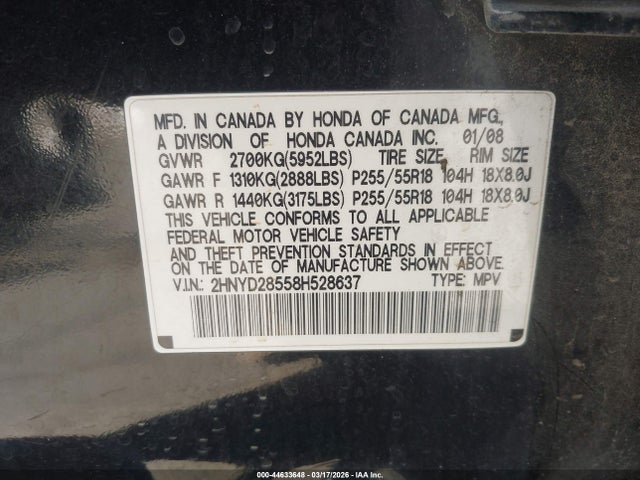 MFD. IN CANADA BY HONDA OF CANADA MFG.,
A DIVISION OF HONDA CANADA INC. 01/08
GVWR 2700KG(5952LBS) TIRE SIZE RIM SIZE
GAWR F 1310KG(2888LBS) P255/55R18 104H 18X8.0J
GAWR R 1440KG(3175LBS) P255/55R18 104H 18X8.0J
THIS VEHICLE CONFORMS TO ALL APPLICABLE
FEDERAL MOTOR VEHICLE SAFETY
AND THEFT PREVENTION STANDARDS IN EFFECT
ON THE DATE OF MANUFACTURE SHOWN ABOVE.
V.I.N.: 2HNYD28558H528637 TYPE: MPV
000-44633648 - 03/17/2026 - IAA Inc.